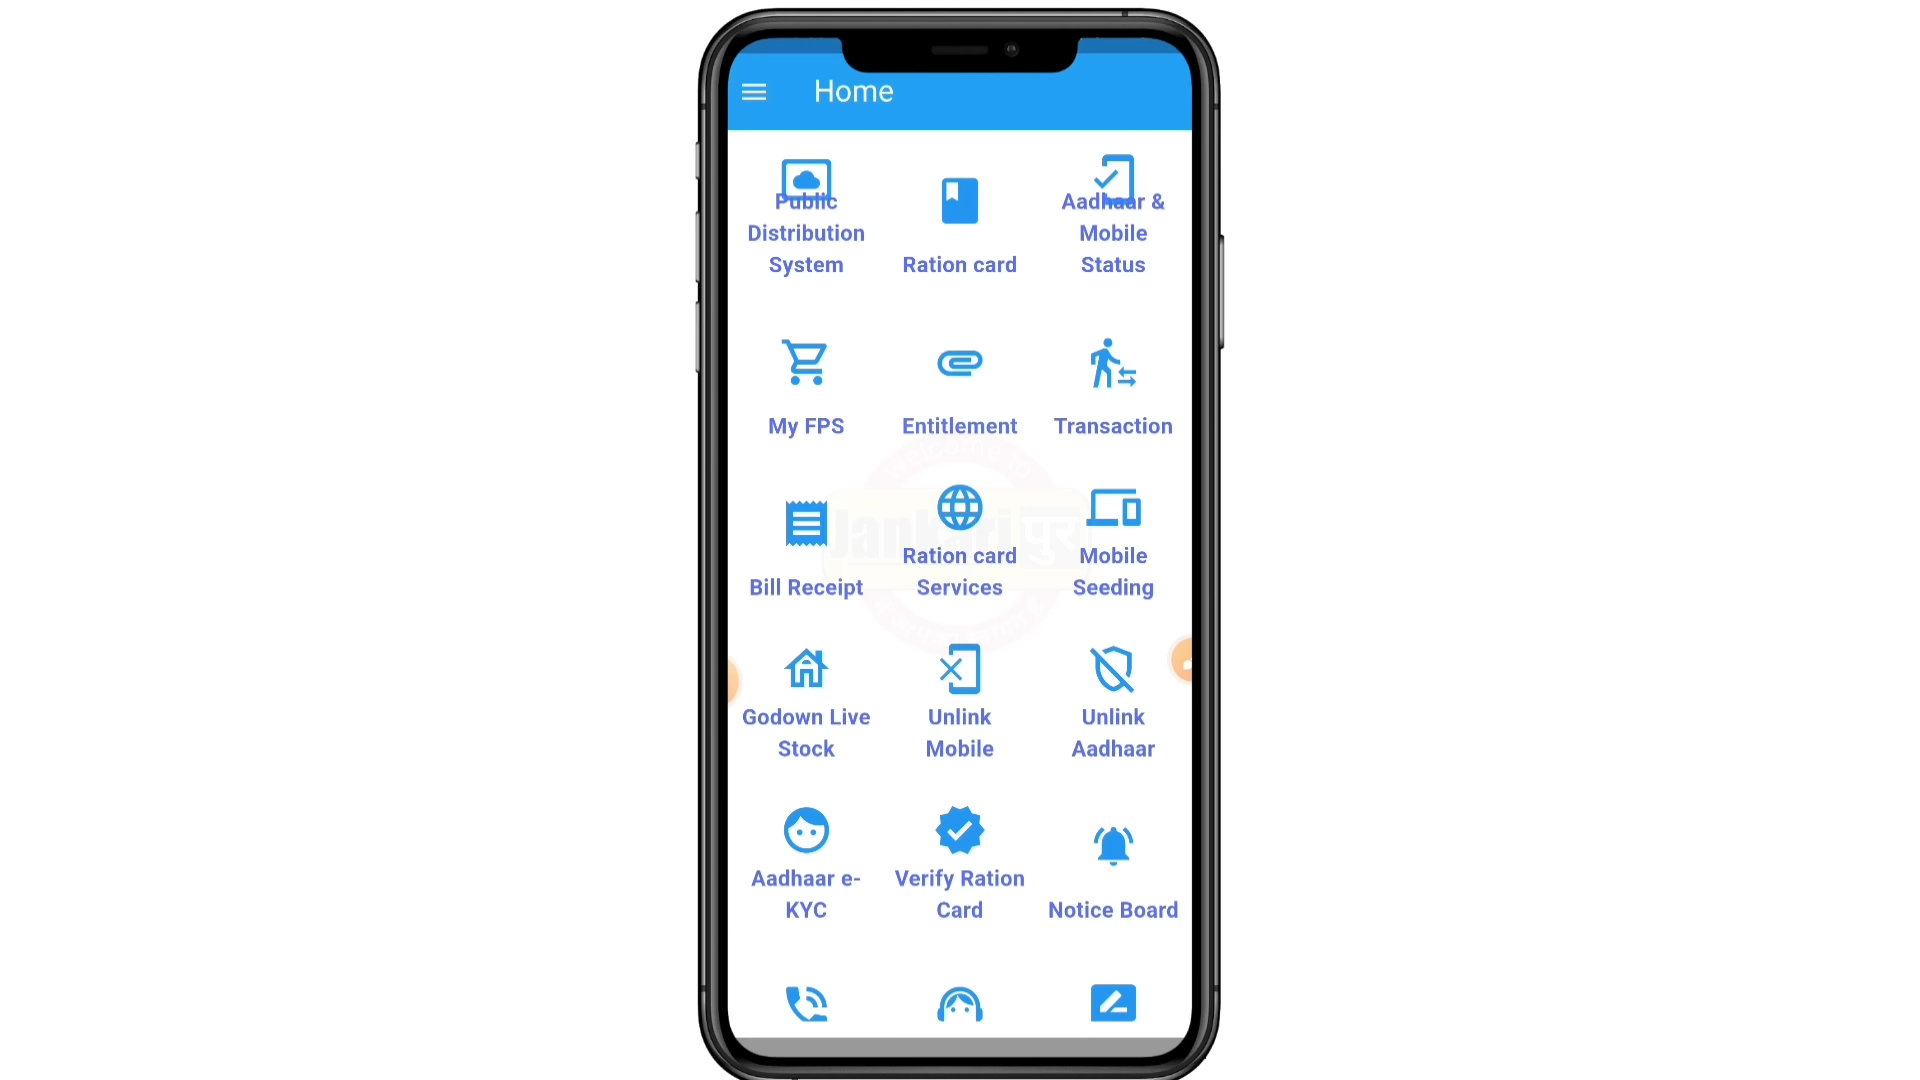 Home
Public
Distribution
System
Ration card
Aadhaar &
Mobile
Status
My FPS
Entitlement
Transaction
Bill Receipt
Ration card
Services
Mobile
Seeding
Jankari पुर
Godown Live
Stock
Unlink
Mobile
Unlink
Aadhaar
Aadhaar e-
KYC
Verify Ration
Card
Notice Board